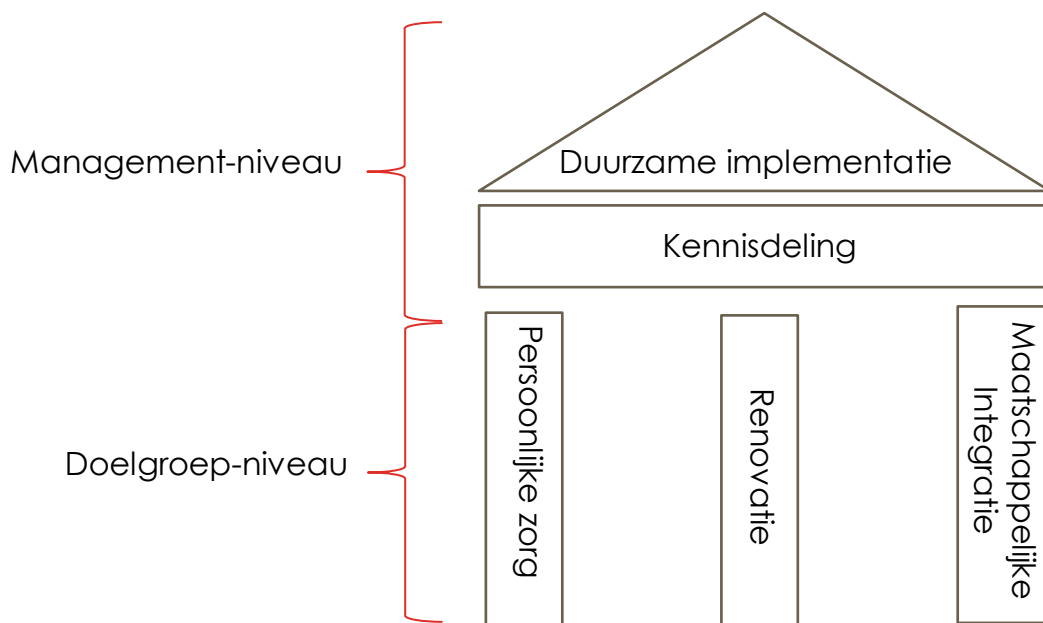 Management-niveau
Duurzame implementatie
Kennisdeling
Doelgroep-niveau
Persoonlijke zorg
Renovatie
Maatschappelijke
Integratie